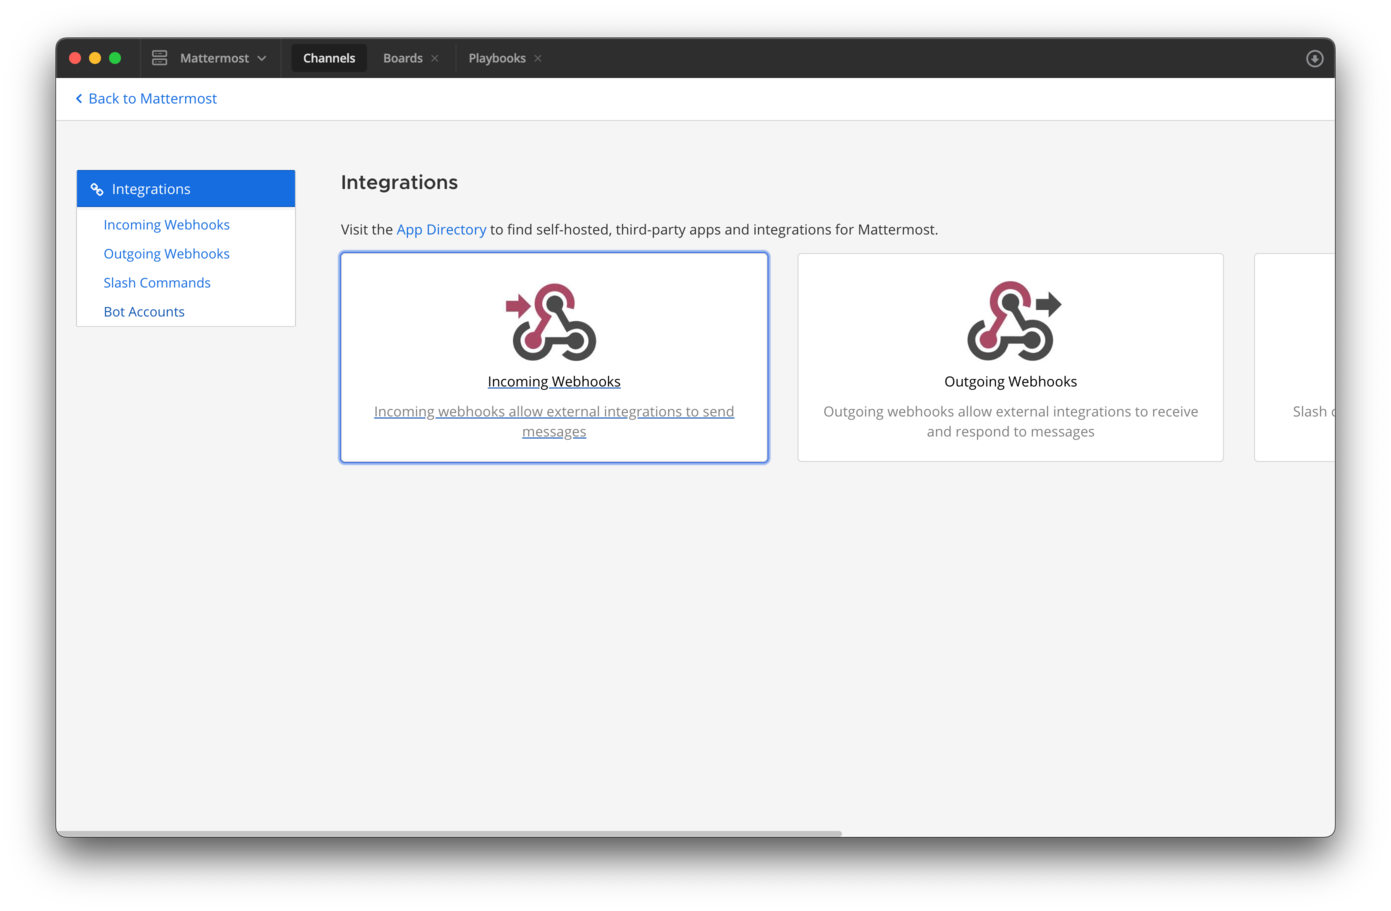 Mattermost
Channels
Boards
Playbooks
Back to Mattermost
Integrations
Incoming Webhooks
Outgoing Webhooks
Slash Commands
Bot Accounts
Integrations
Visit the App Directory to find self-hosted, third-party apps and integrations for Mattermost.
Incoming Webhooks
Incoming webhooks allow external integrations to send
messages
Outgoing Webhooks
Outgoing webhooks allow external integrations to receive
and respond to messages
Slash